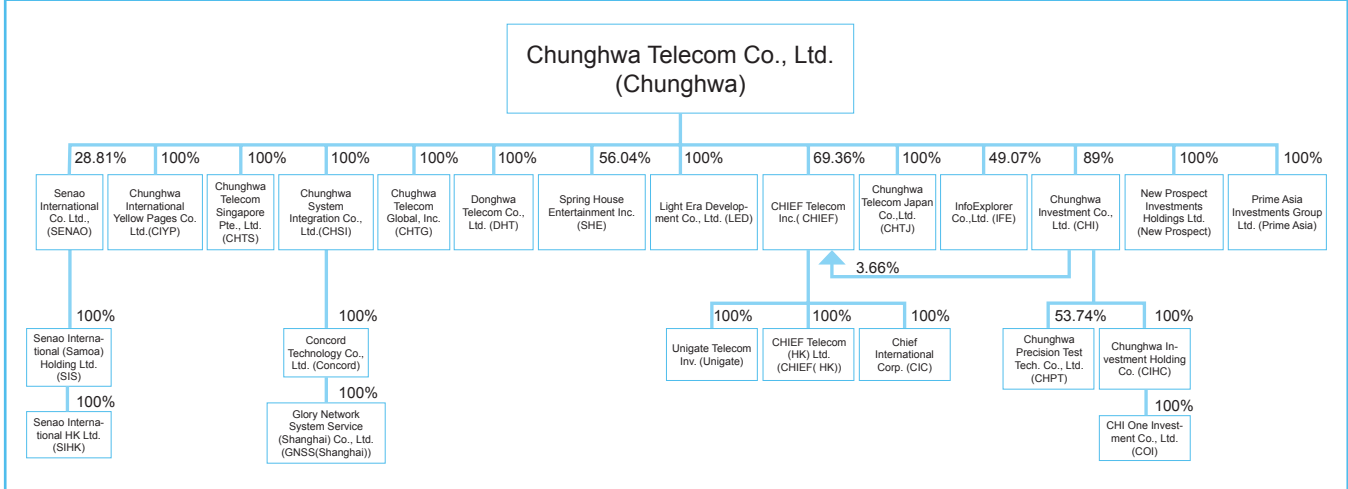 Chunghwa Telecom Co., Ltd.
(Chunghwa)
28.81%
100%
100%
100%
100%
100%
56.04%
100%
69.36%
100%
49.07%
89%
100%
100%
Senao
International
Co. Ltd.,
(SENAO)
Chunghwa
International
Yellow Pages Co.
Ltd.(CIYP)
Chunghwa
Telecom
Singapore
Pte., Ltd.
(CHTS)
Chunghwa
System
Integration Co.,
Ltd.(CHSI)
Chughwa
Telecom
Global, Inc.
(CHTG)
Donghwa
Telecom Co.,
Ltd. (DHT)
Spring House
Entertainment Inc.
(SHE)
Light Era Develop-
ment Co., Ltd. (LED)
CHIEF Telecom
Inc.( CHIEF)
Chunghwa
Telecom Japan
Co.,Ltd.
(CHTJ)
InfoExplorer
Co.,Ltd. (IFE)
Chunghwa
Investment Co.,
Ltd. (CHI)
New Prospect
Investments
Holdings Ltd.
(New Prospect)
Prime Asia
Investments Group
Ltd. (Prime Asia)
3.66%
100%
100%
100%
100%
100%
53.74%
100%
Senao Interna-
tional (Samoa)
Holding Ltd.
(SIS)
Concord
Technology Co.,
Ltd. (Concord)
Unigate Telecom
Inv. (Unigate)
CHIEF Telecom
(HK) Ltd.
(CHIEF( HK))
Chief
International
Corp. (CIC)
Chunghwa
Precision Test
Tech. Co., Ltd.
(CHPT)
Chunghwa In-
vestment Holding
Co. (CIHC)
100%
100%
100%
Senao Interna-
tional HK Ltd.
(SIHK)
Glory Network
System Service
(Shanghai) Co., Ltd.
(GNSS(Shanghai))
CHI One Invest-
ment Co., Ltd.
(COI)